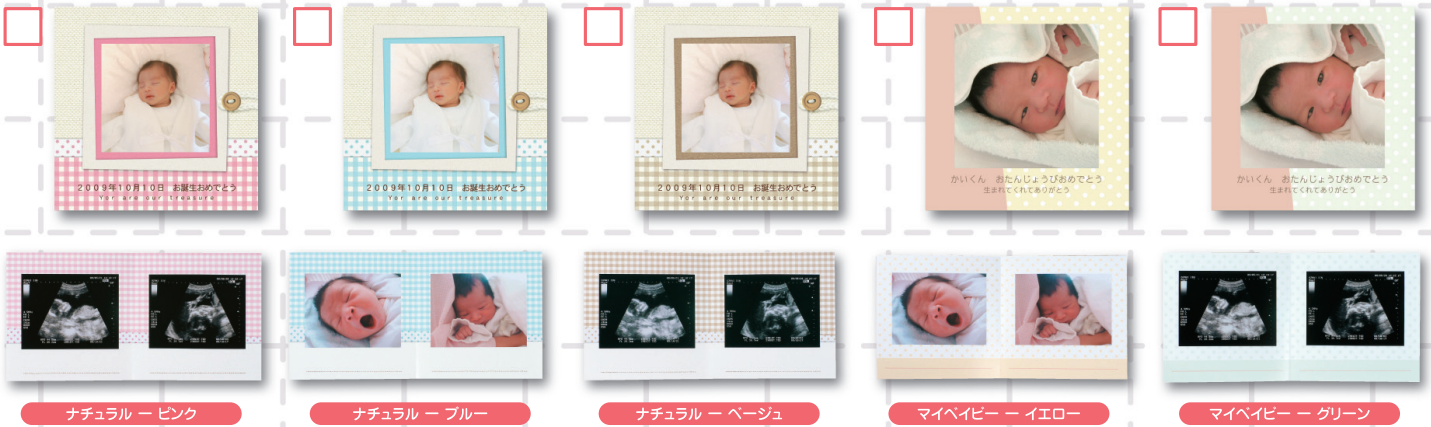 2009年10月10日　お誕生おめでとう
Yor are our treasure
2009年10月10日　お誕生おめでとう
Yor are our treasure
2009年10月10日　お誕生おめでとう
Yor are our treasure
かいくん　おたんじょうびおめでとう
生まれてくれてありがとう
かいくん　おたんじょうびおめでとう
生まれてくれてありがとう
ナチュラル ー ピンク
ナチュラル ー ブルー
ナチュラル ー ベージュ
マイベイビー ー イエロー
マイベイビー ー グリーン